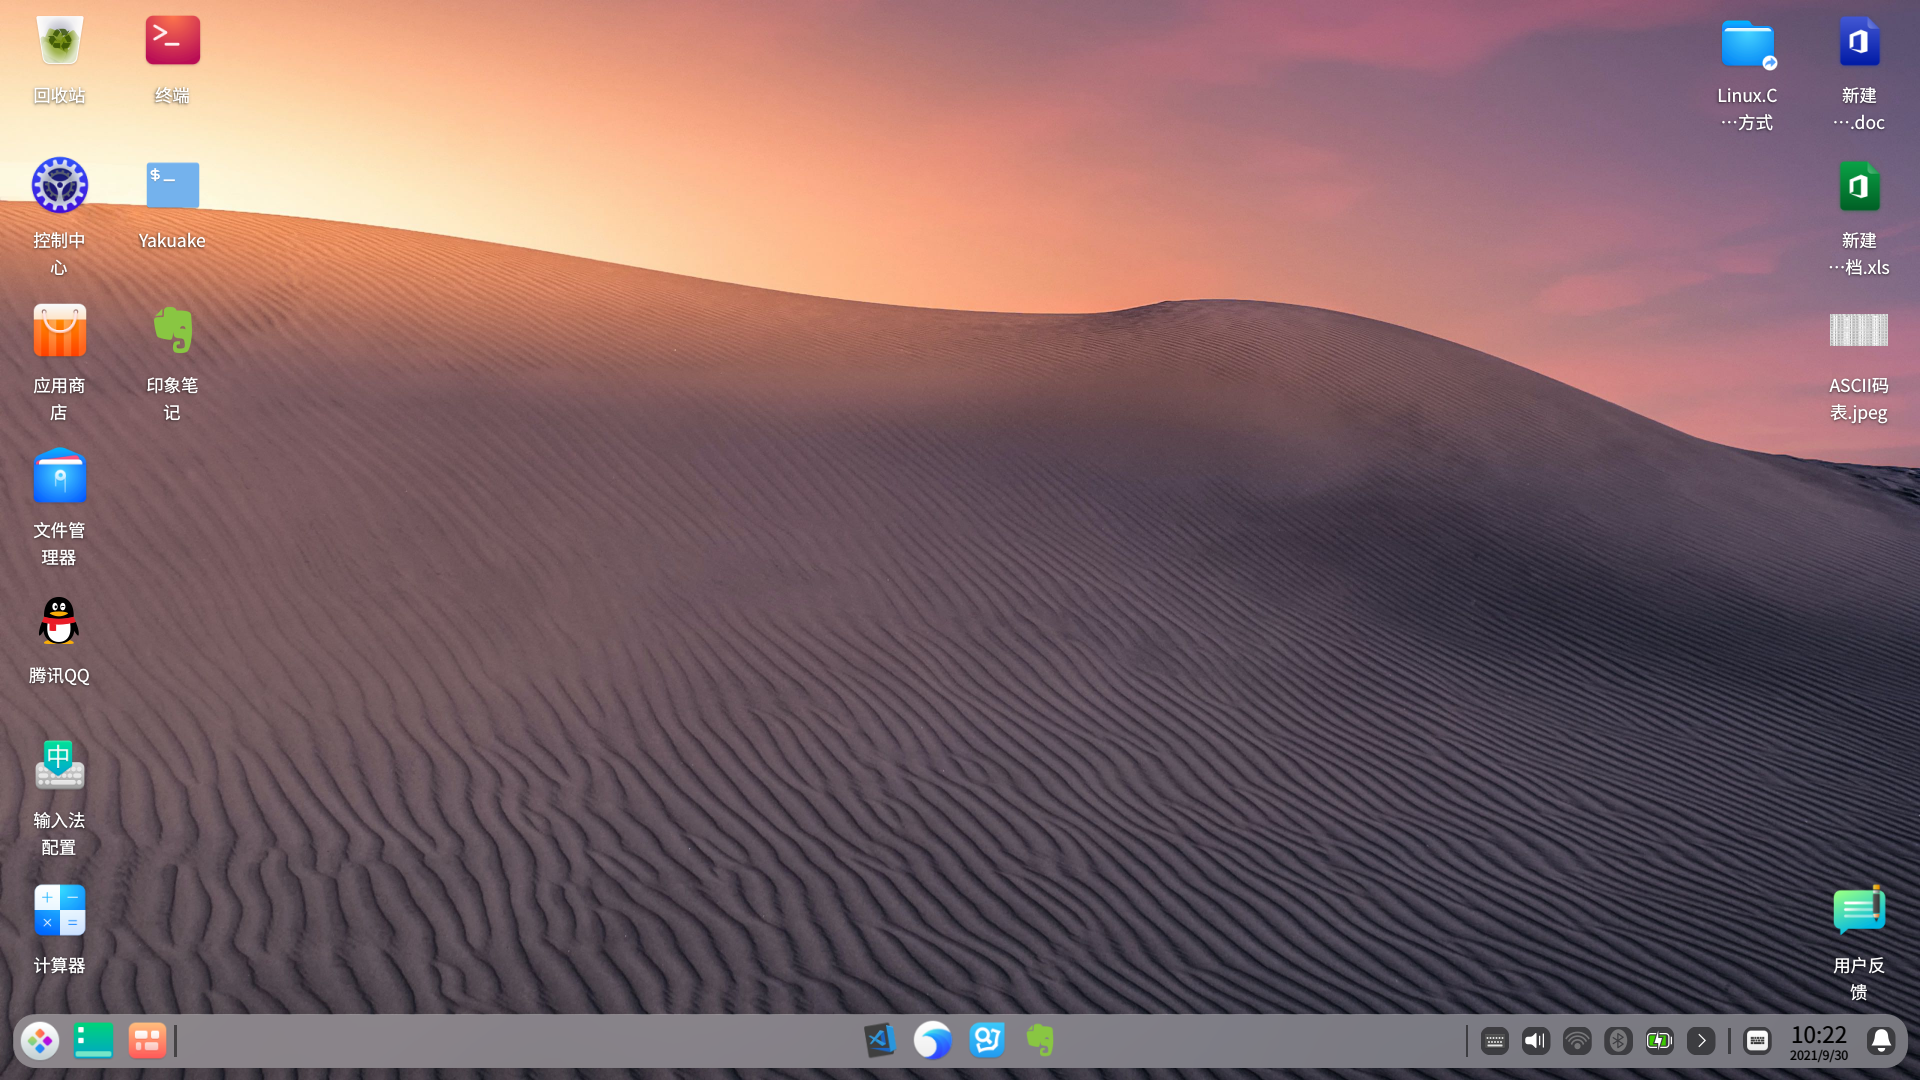 回收站
终端
Linux.C
…方式
新建
….doc
控制中
心
Yakuake
新建
…档.xls
应用商
店
印象笔
记
ASCII码
表.jpeg
文件管
理器
腾讯QQ
中
输入法
配置
计算器
用户反
馈
10:22
2021/9/30